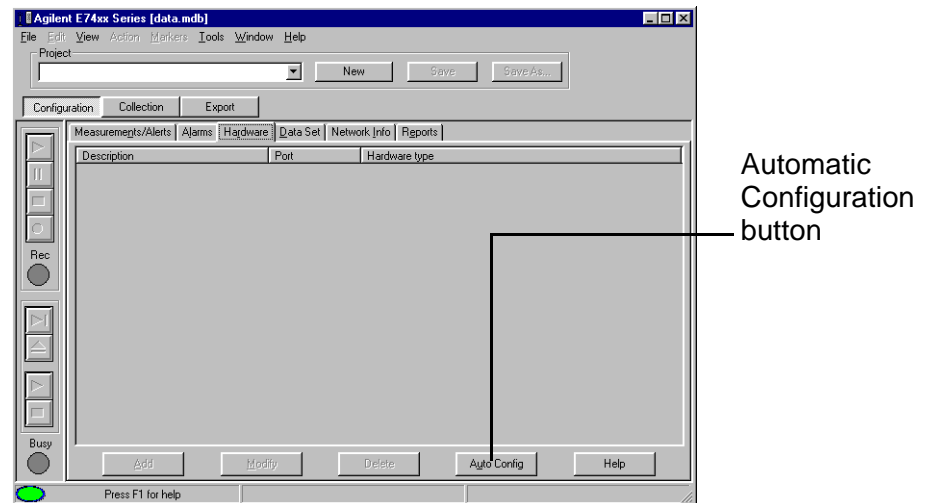 Agilent E74xx Series [data.mdb]
File Edit View Action Markers Tools Window Help
Project
New Save Save As...
Configuration Collection Export
Measurements/Alerts Alarms Hardware Data Set Network Info Reports
Description Port Hardware type
Automatic
Configuration
button
Rec
Busy
Add Modify Delete Auto Config Help
Press F1 for help